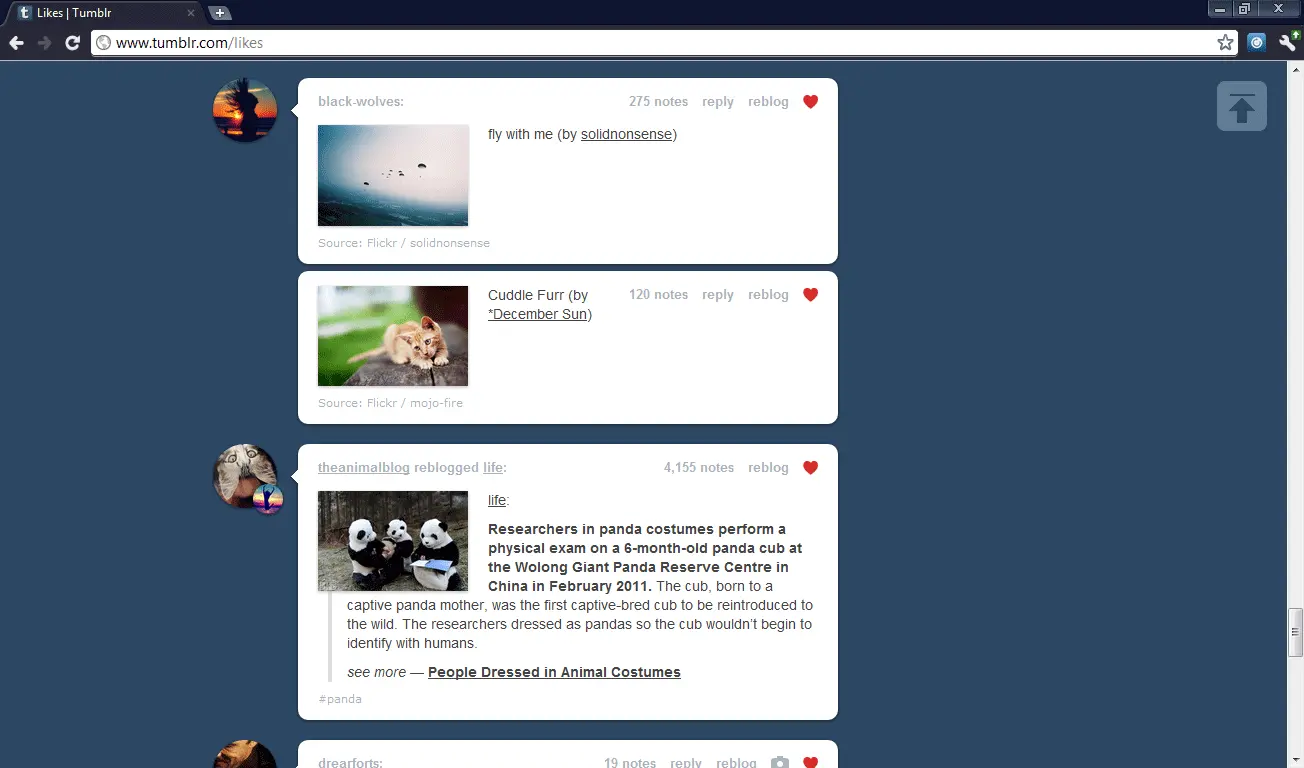 Likes | Tumblr
www.tumblr.com/likes
black-wolves: 275 notes reply reblog
fly with me (by solidnonsense)
Source: Flickr / solidnonsense
Cuddle Furr (by 120 notes reply reblog
*December Sun)
Source: Flickr / mojo-fire
theanimalblog reblogged life: 4,155 notes reblog
life:
Researchers in panda costumes perform a
physical exam on a 6-month-old panda cub at
the Wolong Giant Panda Reserve Centre in
China in February 2011. The cub, born to a
captive panda mother, was the first captive-bred cub to be reintroduced to
the wild. The researchers dressed as pandas so the cub wouldn't begin to
identify with humans.
see more — People Dressed in Animal Costumes
#panda
drearforts: 19 notes reply reblog